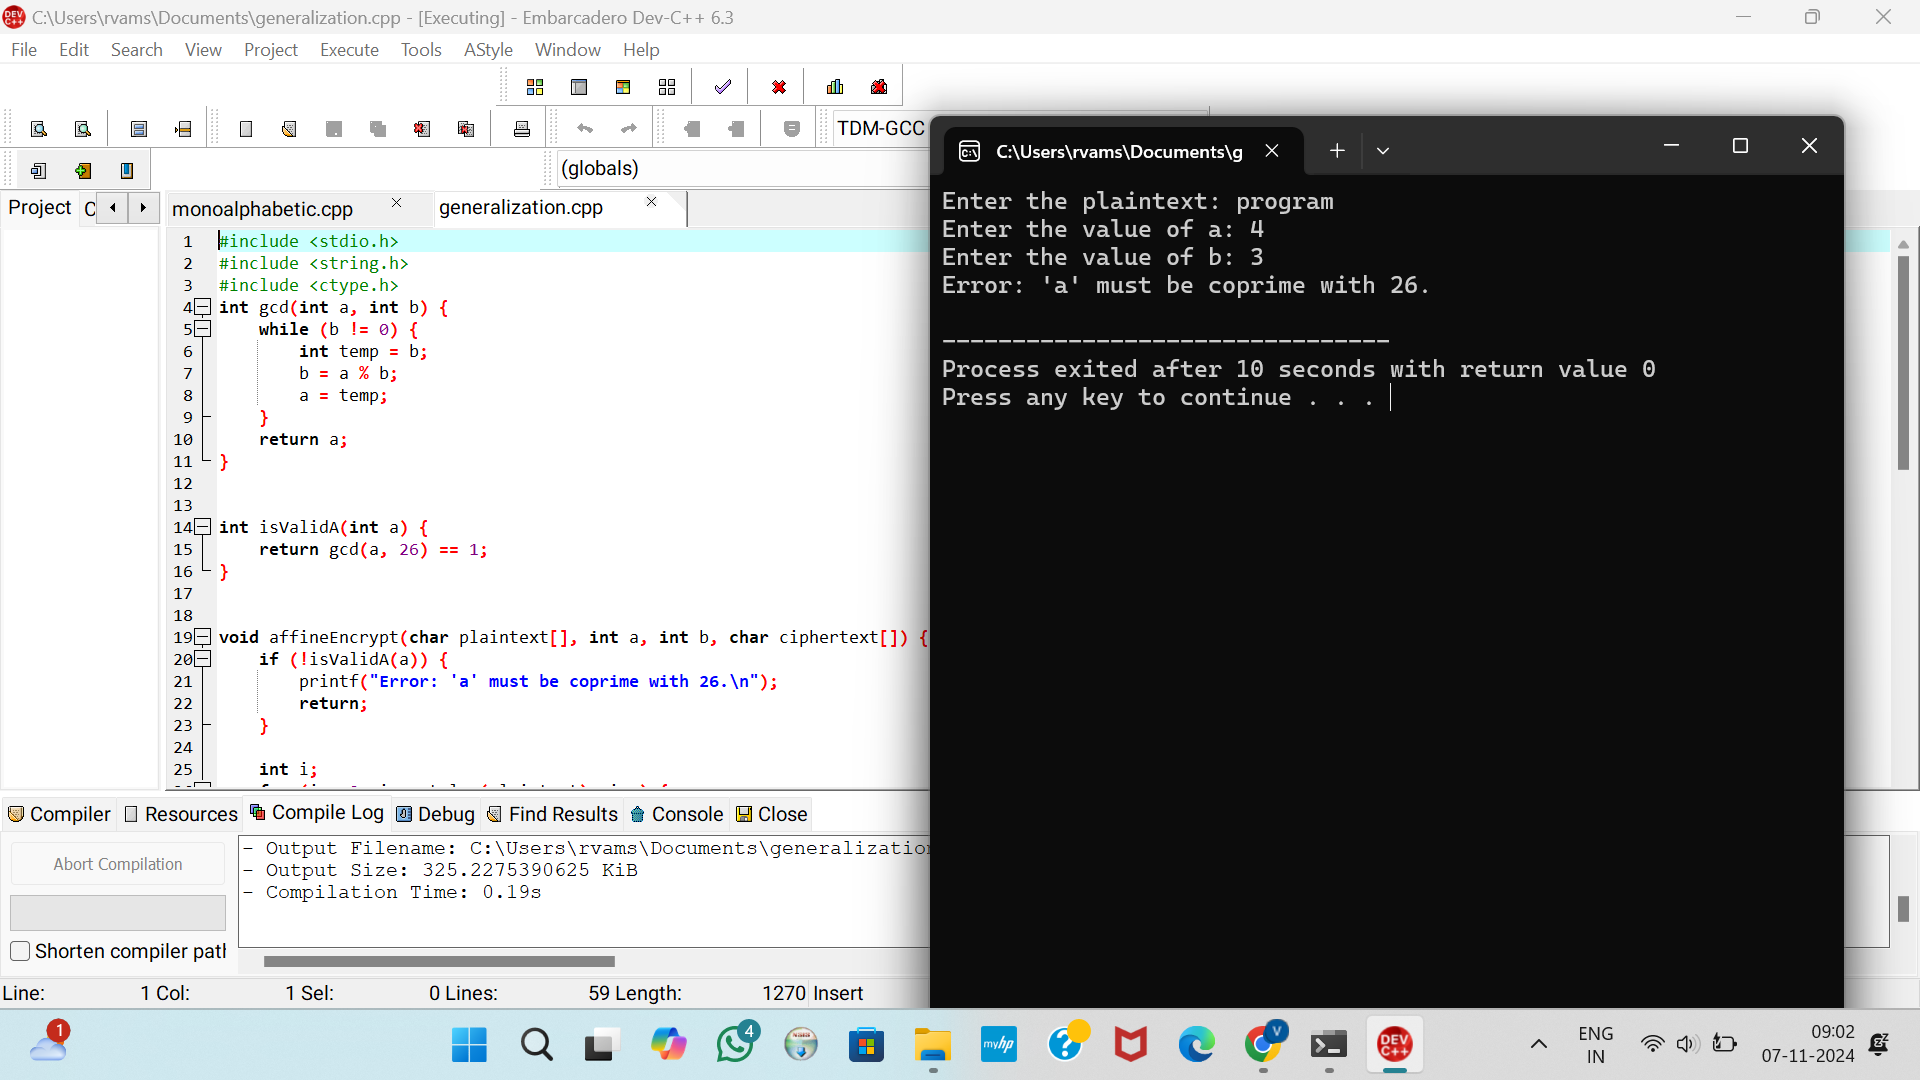 C:\Users\rvams\Documents\generalization.cpp - [Executing] - Embarcadero Dev-C++ 6.3
File Edit Search View Project Execute Tools AStyle Window Help
TDM-GCC
(globals)
Project C
monoalphabetic.cpp generalization.cpp
1 #include <stdio.h>
2 #include <string.h>
3 #include <ctype.h>
4 int gcd(int a, int b) {
5 while (b != 0) {
6 int temp = b;
7 b = a % b;
8 a = temp;
9 }
10 return a;
11 }
12
13
14 int isValidA(int a) {
15 return gcd(a, 26) == 1;
16 }
17
18
19 void affineEncrypt(char plaintext[], int a, int b, char ciphertext[]) {
20 if (!isValidA(a)) {
21 printf("Error: 'a' must be coprime with 26.\n");
22 return;
23 }
24
25 int i;
C:\Users\rvams\Documents\g
Enter the plaintext: program
Enter the value of a: 4
Enter the value of b: 3
Error: 'a' must be coprime with 26.
--------------------------------
Process exited after 10 seconds with return value 0
Press any key to continue . . .
Compiler Resources Compile Log Debug Find Results Console Close
Abort Compilation
Shorten compiler path
- Output Filename: C:\Users\rvams\Documents\generalization
- Output Size: 325.2275390625 KiB
- Compilation Time: 0.19s
Line: 1 Col: 1 Sel: 0 Lines: 59 Length: 1270 Insert
1
4
myhp
V
DEV C++
ENG
IN
09:02
07-11-2024